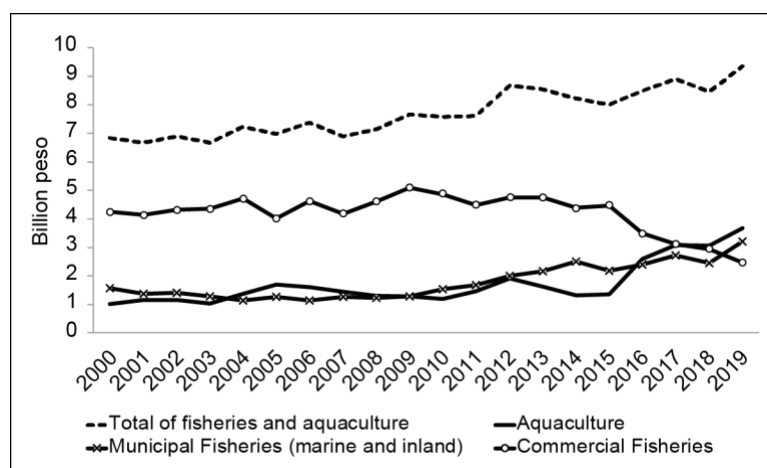 10
9
8
7
6
5
4
3
2
1
0
Billion peso
2000 2001 2002 2003 2004 2005 2006 2007 2008 2009 2010 2011 2012 2013 2014 2015 2016 2017 2018 2019
Total of fisheries and aquaculture Aquaculture
Municipal Fisheries (marine and inland) Commercial Fisheries